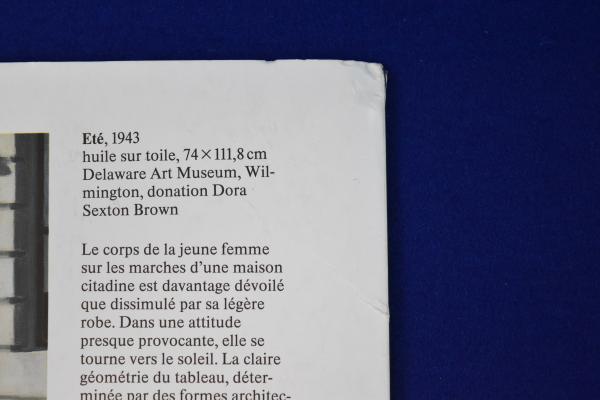 Eté, 1943
huile sur toile, 74×111,8 cm
Delaware Art Museum, Wil-
mington, donation Dora
Sexton Brown
Le corps de la jeune femme
sur les marches d'une maison
citadine est davantage dévoilé
que dissimulé par sa légère
robe. Dans une attitude
presque provocante, elle se
tourne vers le soleil. La claire
géométrie du tableau, déter-
minée par des formes architec-